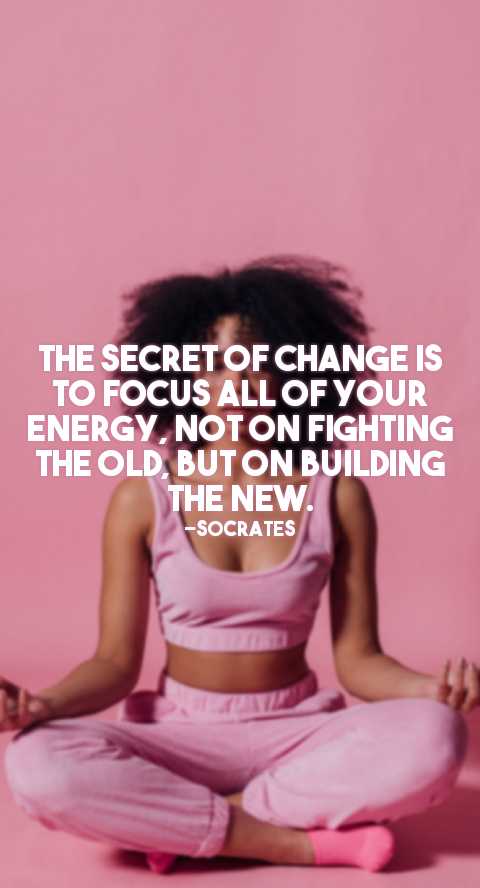 THE SECRET OF CHANGE IS
TO FOCUS ALL OF YOUR
ENERGY, NOT ON FIGHTING
THE OLD, BUT ON BUILDING
THE NEW.
–SOCRATES